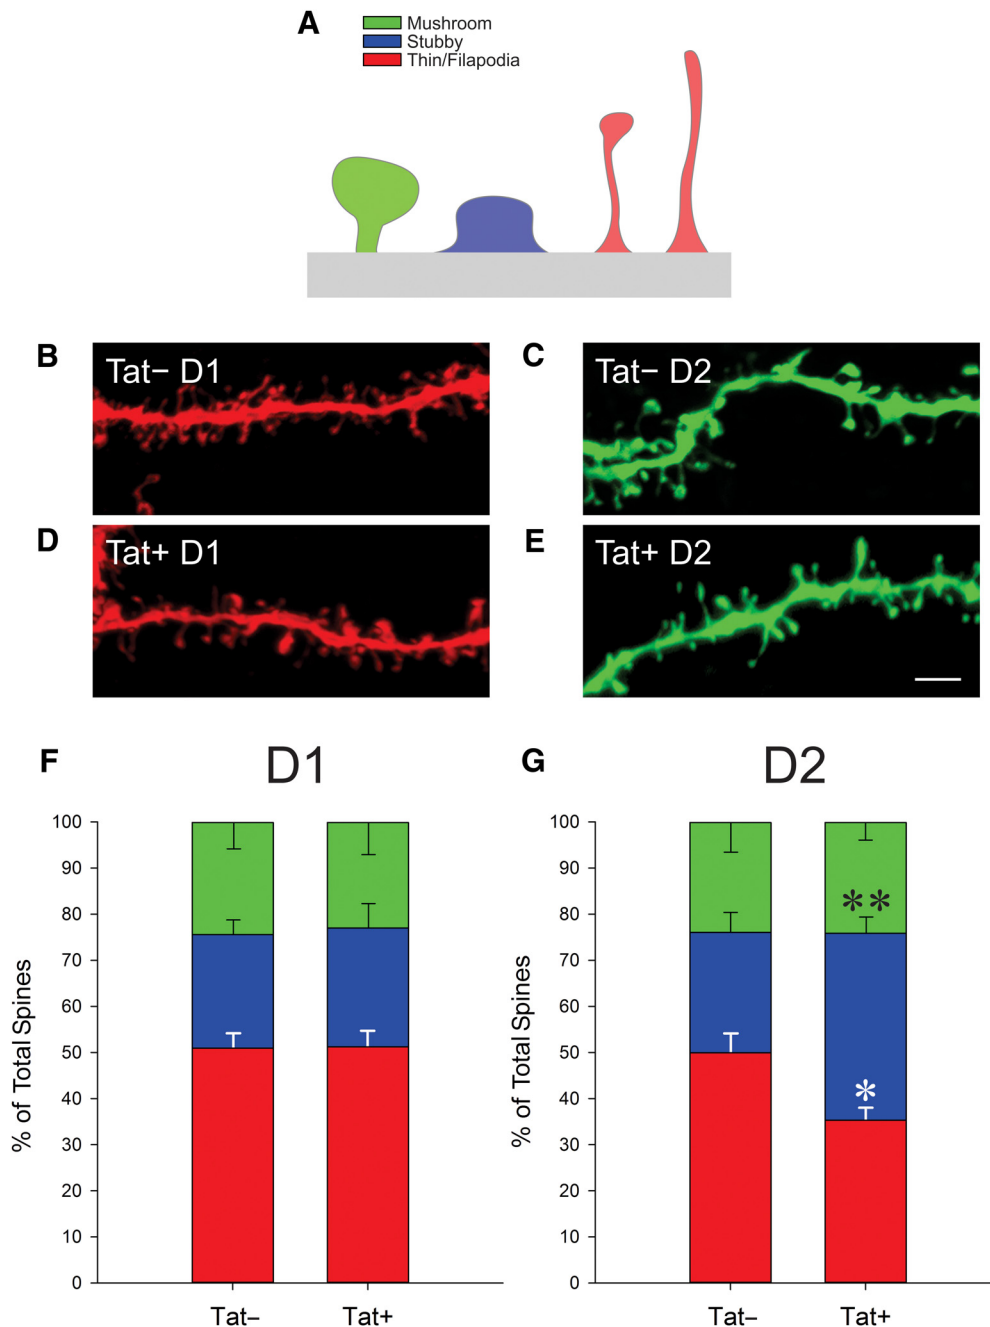 A
Mushroom
Stubby
Thin/Filapodia
B
Tat− D1
C
Tat− D2
D
Tat+ D1
E
Tat+ D2
F
D1
% of Total Spines
100
90
80
70
60
50
40
30
20
10
0
Tat−
Tat+
G
D2
% of Total Spines
100
90
80
70
60
50
40
30
20
10
0
**
*
Tat−
Tat+